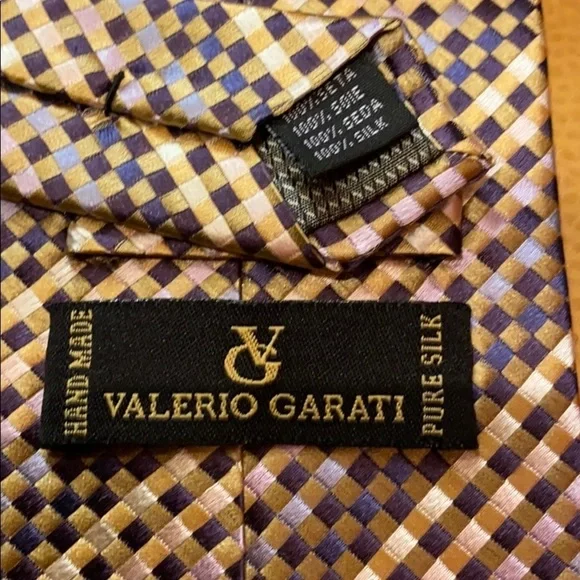 100% SETA
100% SOIE
100% SEDA
100% SILK
HAND MADE
VG
VALERIO GARATI
PURE SILK